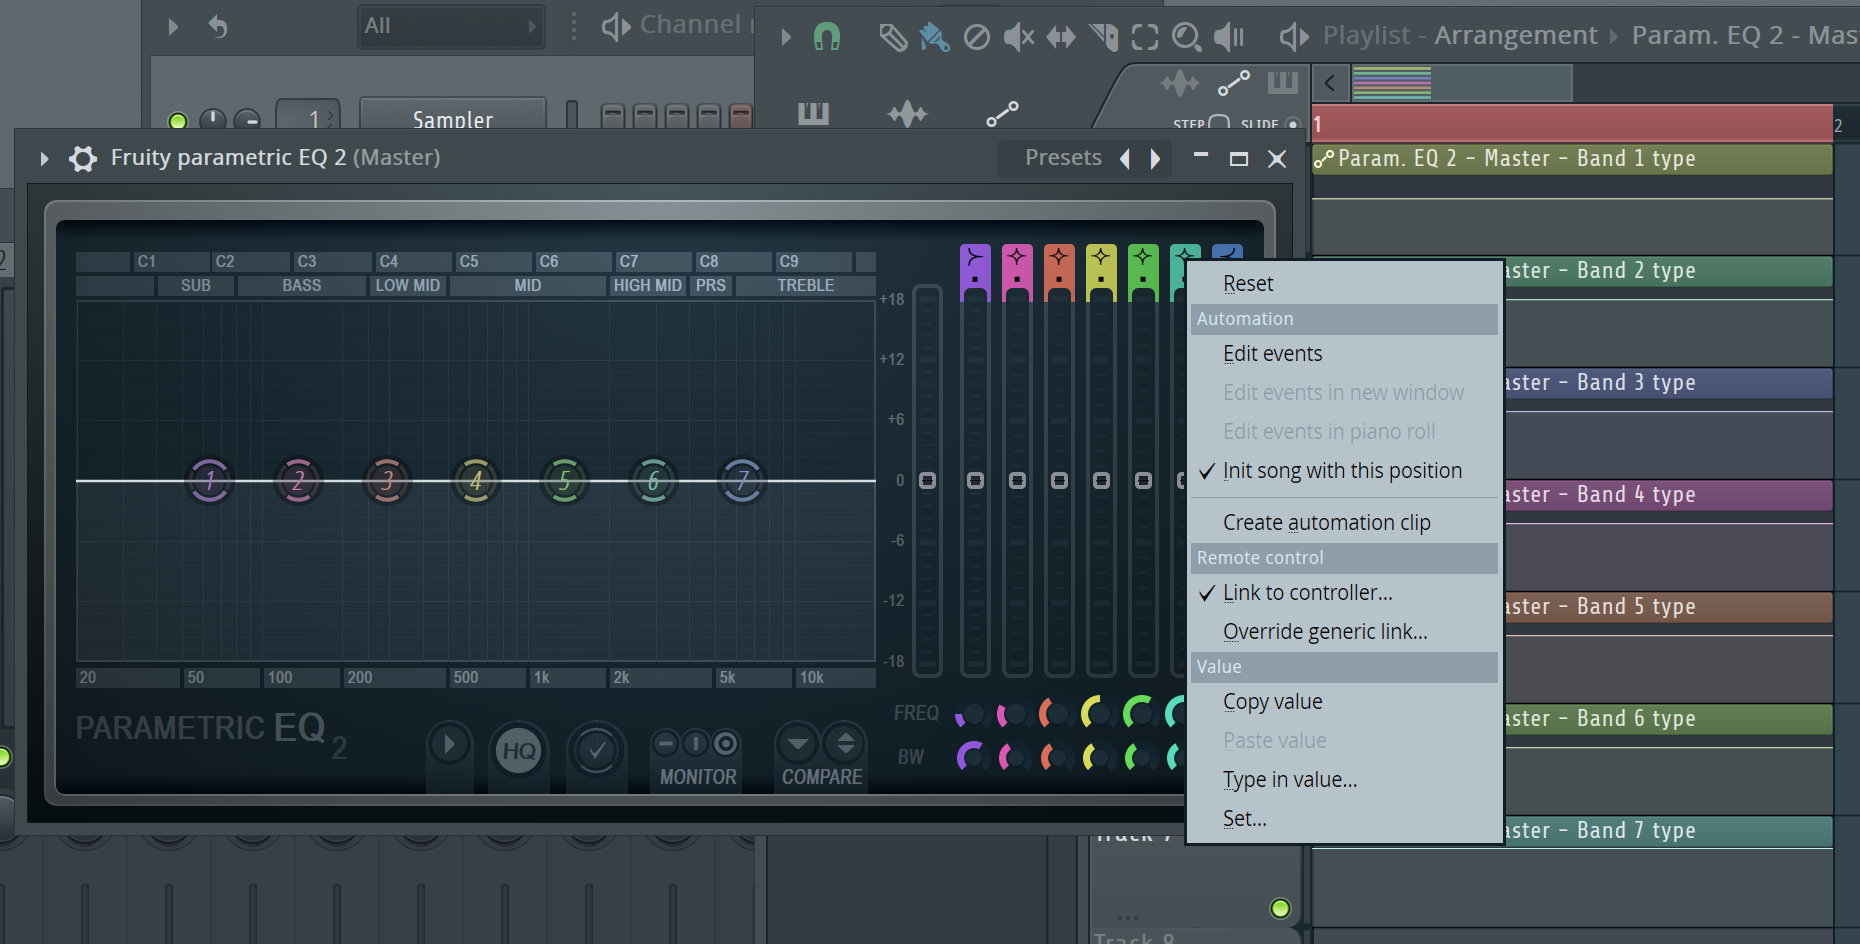 All
Channel
Playlist - Arrangement Param. EQ 2 - Mas
1
Sampler
STEP
SLIDE
1
2
Fruity parametric EQ 2 (Master)
Presets
Param. EQ 2 - Master - Band 1 type
C1 C2 C3 C4 C5 C6 C7 C8 C9
SUB BASS LOW MID MID HIGH MID PRS TREBLE
+18
+12
+6
0
-6
-12
-18
1 2 3 4 5 6 7
20 50 100 200 500 1k 2k 5k 10k
PARAMETRIC EQ 2
HQ
MONITOR
COMPARE
FREQ
BW
2
Reset
Automation
Edit events
Edit events in new window
Edit events in piano roll
Init song with this position
Create automation clip
Remote control
Link to controller...
Override generic link...
Value
Copy value
Paste value
Type in value...
Set...
aster - Band 2 type
aster - Band 3 type
aster - Band 4 type
aster - Band 5 type
aster - Band 6 type
aster - Band 7 type
Track 7
...
Track 8